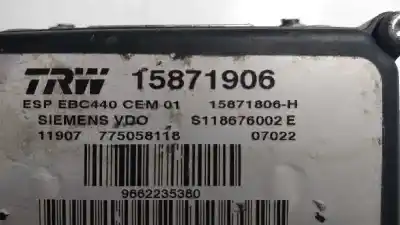 TRW 15871906
ESP EBC440 CEM 01 15871806-H
SIEMENS VDO S118676002 E
11907 775058118 07022
9662235380